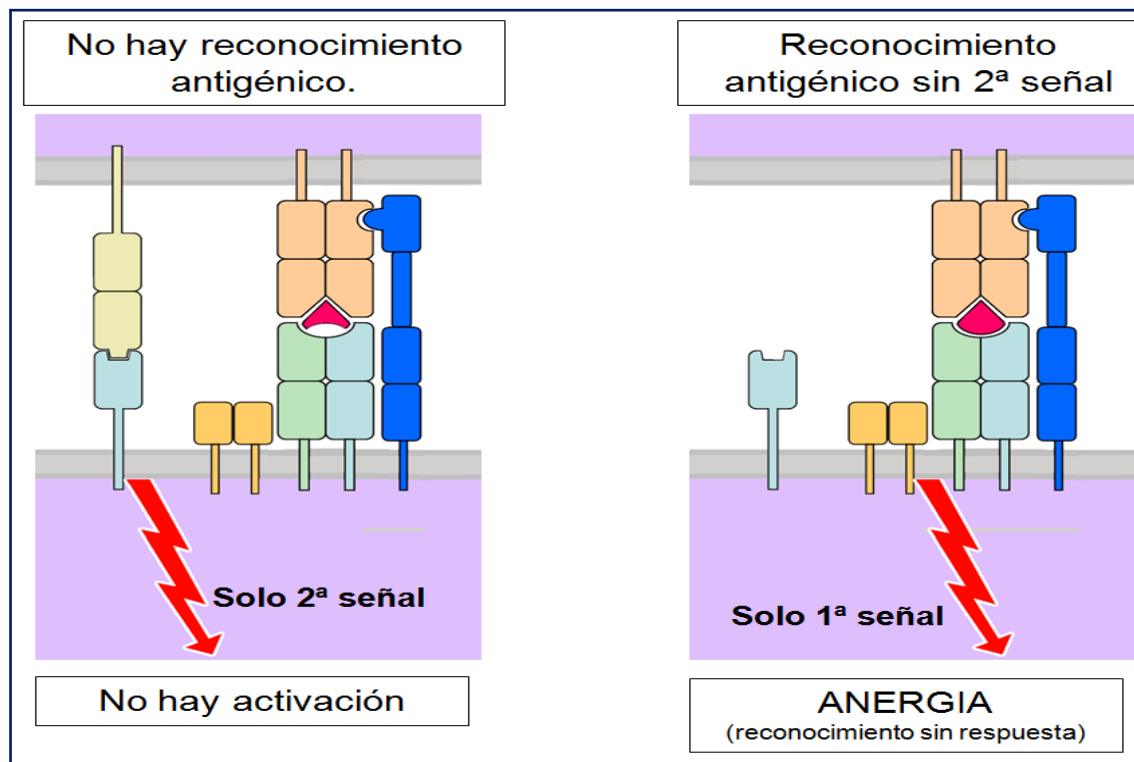 No hay reconocimiento
antigénico.
Reconocimiento
antigénico sin 2ª señal
Solo 2ª señal
Solo 1ª señal
No hay activación
ANERGIA
(reconocimiento sin respuesta)